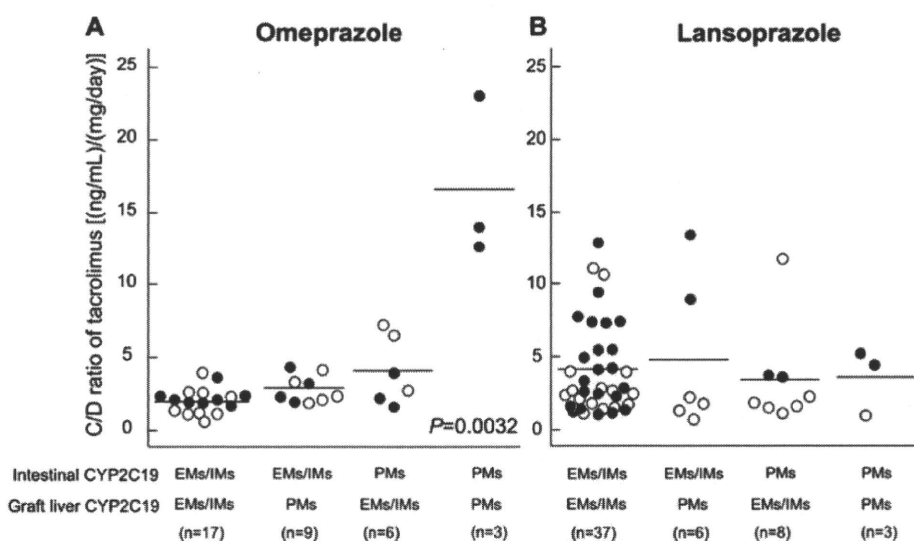 A Omeprazole B Lansoprazole
C/D ratio of tacrolimus [(ng/mL)/(mg/day)]
25 25
20 20
15 15
10 10
5 5
0 0
P=0.0032
Intestinal CYP2C19 EMs/IMs EMs/IMs PMs PMs EMs/IMs EMs/IMs PMs PMs
Graft liver CYP2C19 EMs/IMs PMs EMs/IMs PMs EMs/IMs PMs EMs/IMs PMs
(n=17) (n=9) (n=6) (n=3) (n=37) (n=6) (n=8) (n=3)